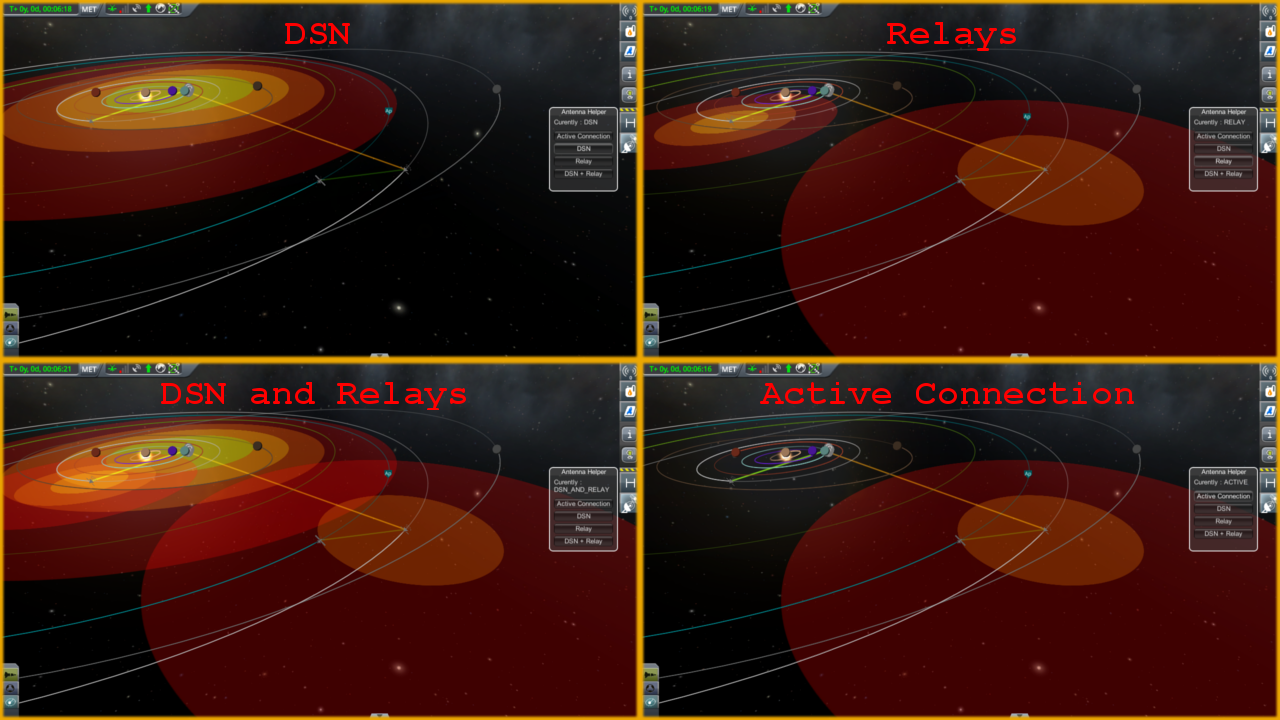 T+ 0y, 0d, 00:06:18 MET
DSN
Antenna Helper
Curently : DSN
Active Connection
DSN
Relay
DSN + Relay
T+ 0y, 0d, 00:06:19 MET
Relays
Antenna Helper
Curently : RELAY
Active Connection
DSN
Relay
DSN + Relay
T+ 0y, 0d, 00:06:21 MET
DSN and Relays
Antenna Helper
Curently :
DSN_AND_RELAY
Active Connection
DSN
Relay
DSN + Relay
T+ 0y, 0d, 00:06:16 MET
Active Connection
Antenna Helper
Curently : ACTIVE
Active Connection
DSN
Relay
DSN + Relay